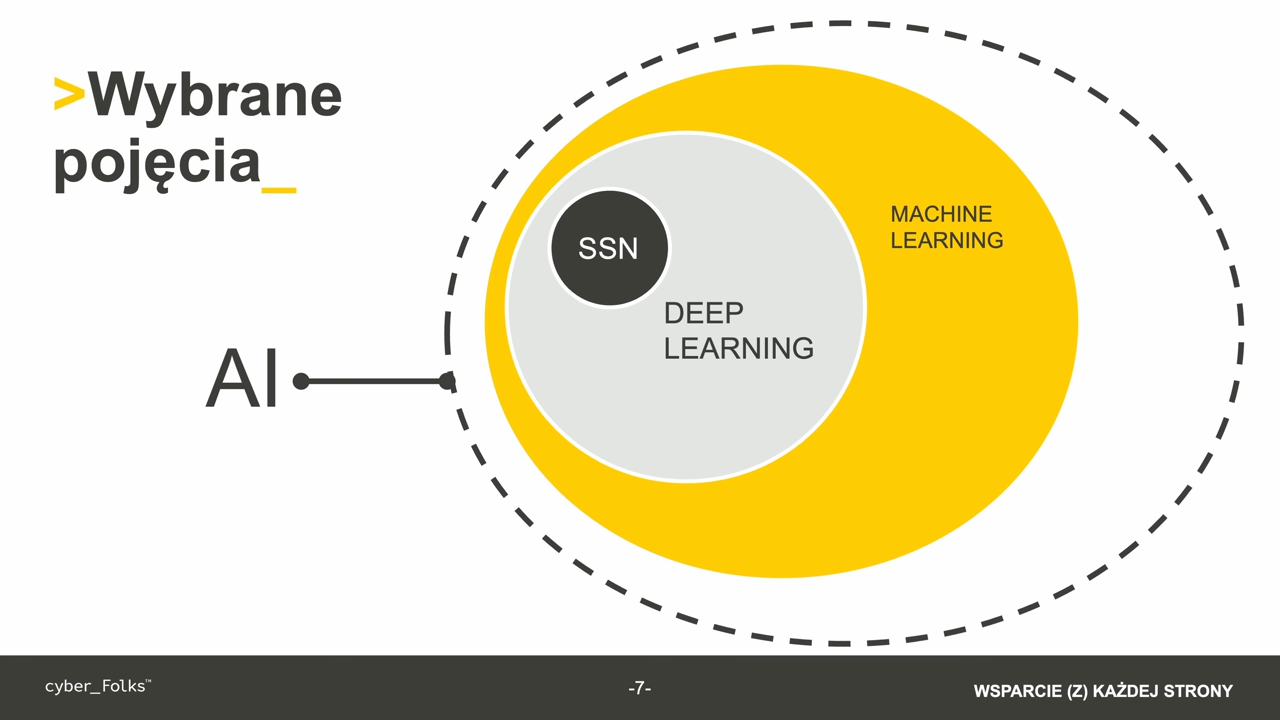 >Wybrane
pojęcia_
MACHINE
LEARNING
SSN
DEEP
LEARNING
AI
cyber_Folks™
-7-
WSPARCIE (Z) KAŻDEJ STRONY